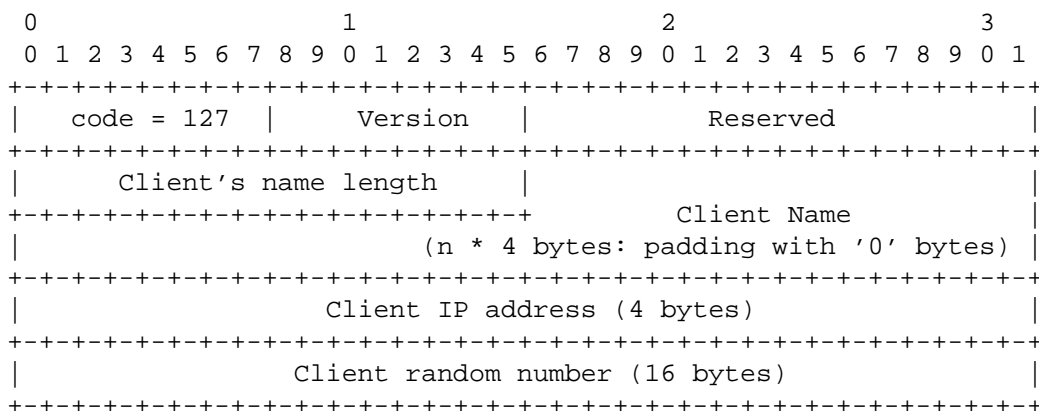 0                   1                   2                   3
 0 1 2 3 4 5 6 7 8 9 0 1 2 3 4 5 6 7 8 9 0 1 2 3 4 5 6 7 8 9 0 1
+-+-+-+-+-+-+-+-+-+-+-+-+-+-+-+-+-+-+-+-+-+-+-+-+-+-+-+-+-+-+-+-+
|   code = 127  |     Version   |           Reserved            |
+-+-+-+-+-+-+-+-+-+-+-+-+-+-+-+-+-+-+-+-+-+-+-+-+-+-+-+-+-+-+-+-+
|      Client’s name length     |                               |
+-+-+-+-+-+-+-+-+-+-+-+-+-+-+-+-+         Client Name           |
|                         (n * 4 bytes: padding with ’0’ bytes) |
+-+-+-+-+-+-+-+-+-+-+-+-+-+-+-+-+-+-+-+-+-+-+-+-+-+-+-+-+-+-+-+-+
|                   Client IP address (4 bytes)                 |
+-+-+-+-+-+-+-+-+-+-+-+-+-+-+-+-+-+-+-+-+-+-+-+-+-+-+-+-+-+-+-+-+
|                 Client random number (16 bytes)               |
+-+-+-+-+-+-+-+-+-+-+-+-+-+-+-+-+-+-+-+-+-+-+-+-+-+-+-+-+-+-+-+-+